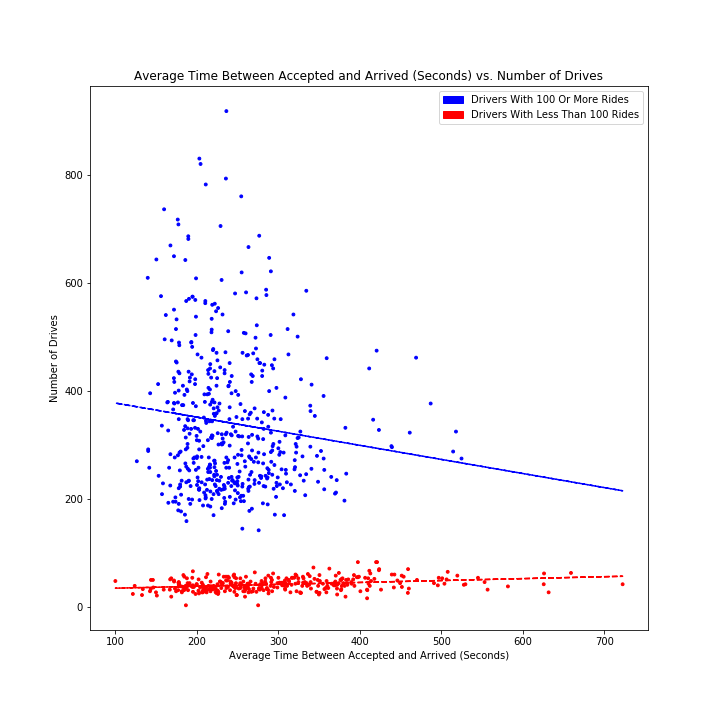 Average Time Between Accepted and Arrived (Seconds) vs. Number of Drives
Drivers With 100 Or More Rides
Drivers With Less Than 100 Rides
800
600
400
200
0
Number of Drives
100 200 300 400 500 600 700
Average Time Between Accepted and Arrived (Seconds)